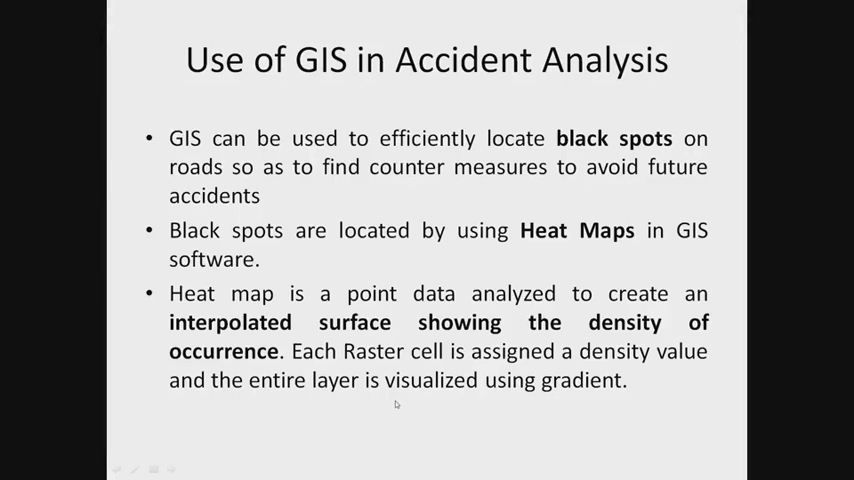 Use of GIS in Accident Analysis
• GIS can be used to efficiently locate black spots on
roads so as to find counter measures to avoid future
accidents
• Black spots are located by using Heat Maps in GIS
software.
• Heat map is a point data analyzed to create an
interpolated surface showing the density of
occurrence. Each Raster cell is assigned a density value
and the entire layer is visualized using gradient.